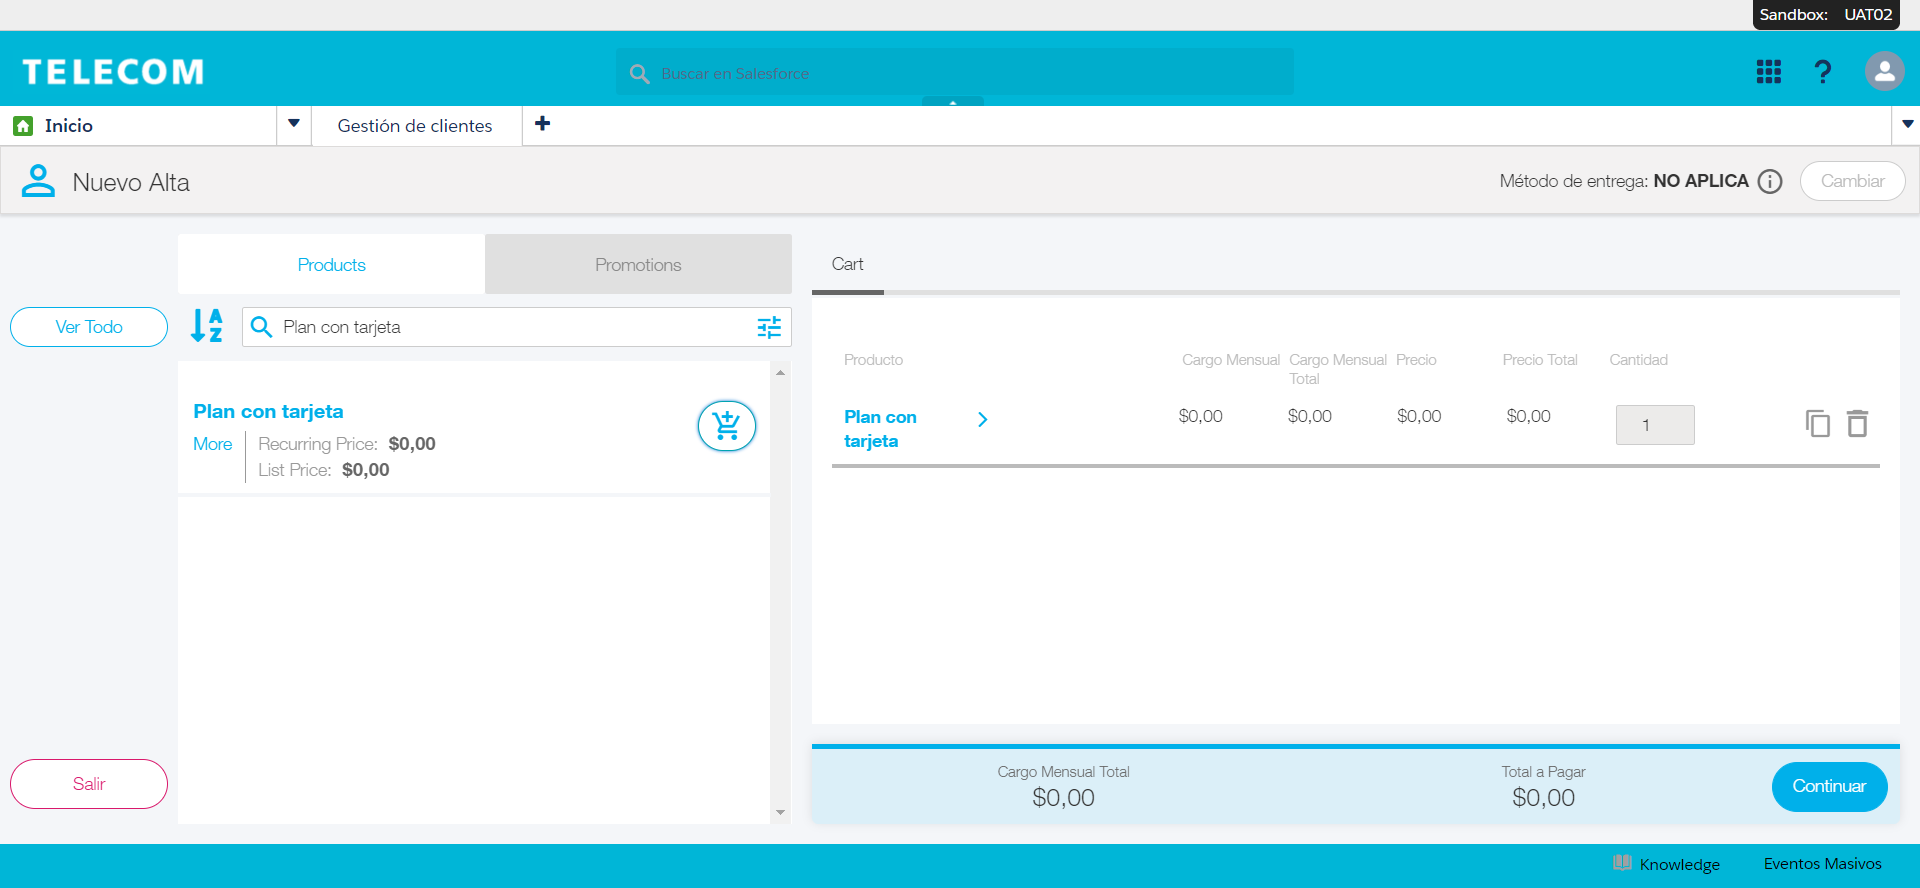 Sandbox: UAT02
TELECOM
Buscar en Salesforce
Inicio
Gestión de clientes
Nuevo Alta
Método de entrega: NO APLICA
Cambiar
Products
Promotions
Cart
Ver Todo
Plan con tarjeta
Producto
Cargo Mensual
Cargo Mensual Total
Precio
Precio Total
Cantidad
Plan con tarjeta
More
Recurring Price: $0,00
List Price: $0,00
Plan con
tarjeta
$0,00
$0,00
$0,00
$0,00
1
Salir
Cargo Mensual Total
$0,00
Total a Pagar
$0,00
Continuar
Knowledge
Eventos Masivos